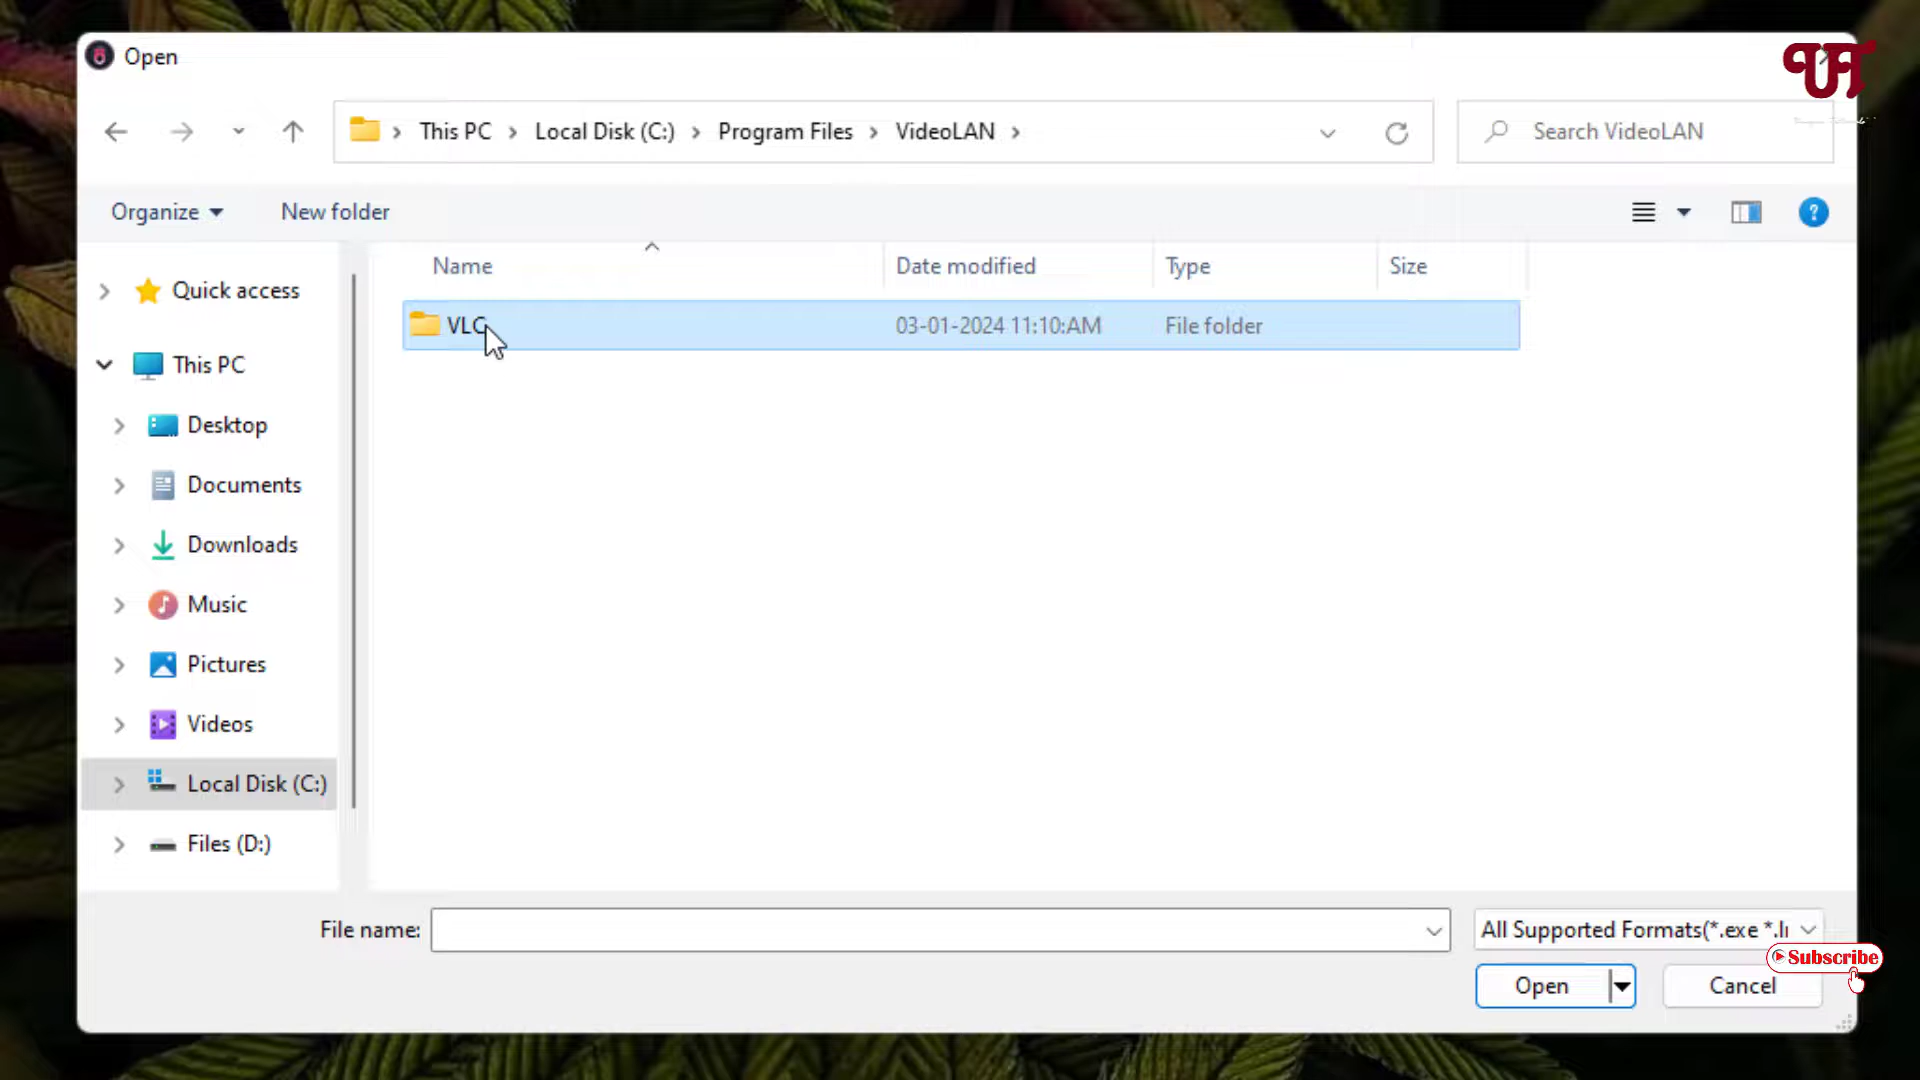 Open
UT
This PC > Local Disk (C:) > Program Files > VideoLAN >
Search VideoLAN
Organize
New folder
?
Name
Date modified
Type
Size
VLC
03-01-2024 11:10:AM
File folder
Quick access
This PC
Desktop
Documents
Downloads
Music
Pictures
Videos
Local Disk (C:)
Files (D:)
File name:
All Supported Formats(*.exe *.l
Subscribe
Open
Cancel